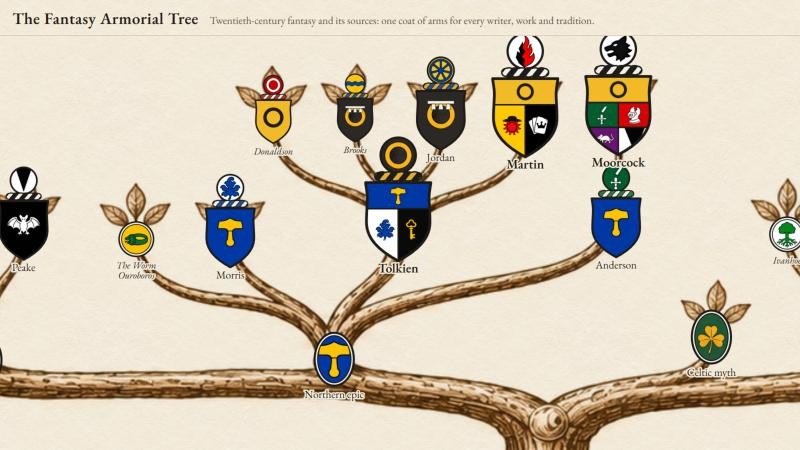 The Fantasy Armorial Tree
Twentieth-century fantasy and its sources: one coat of arms for every writer, work and tradition.
Donaldson
Brooks
Jordan
Martin
Moorcock
Peake
The Worm
Ouroboros
Morris
Tolkien
Anderson
Celtic myth
Northern epic